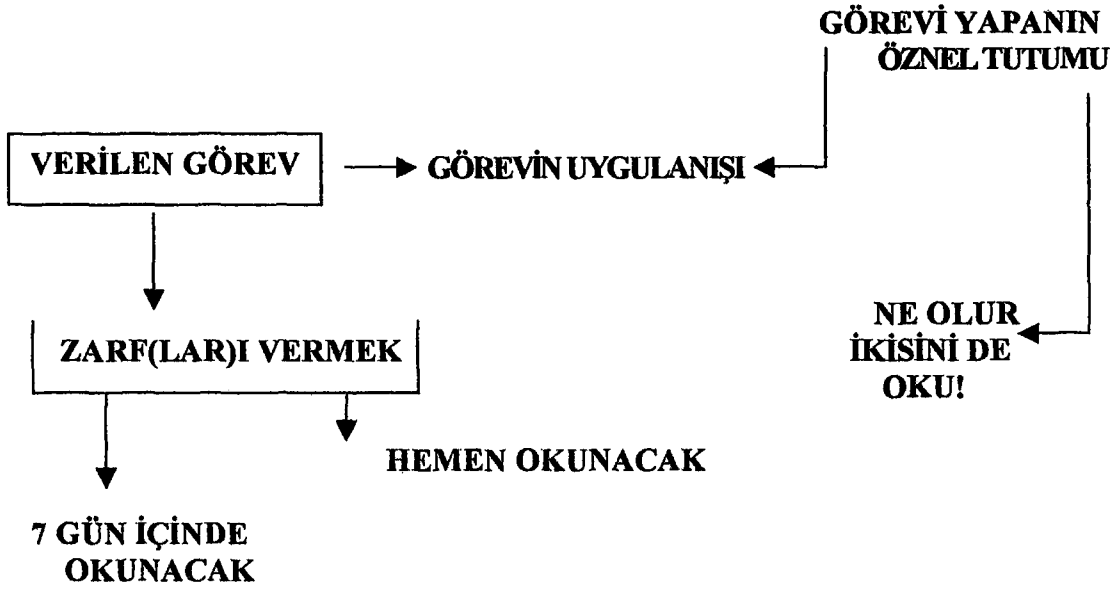 GÖREVİ YAPANIN
ÖZNEL TUTUMU
VERİLEN GÖREV
GÖREVİN UYGULANIŞI
ZARF(LAR)I VERMEK
NE OLUR
İKİSİNİ DE
OKU!
HEMEN OKUNACAK
7 GÜN İÇİNDE
OKUNACAK